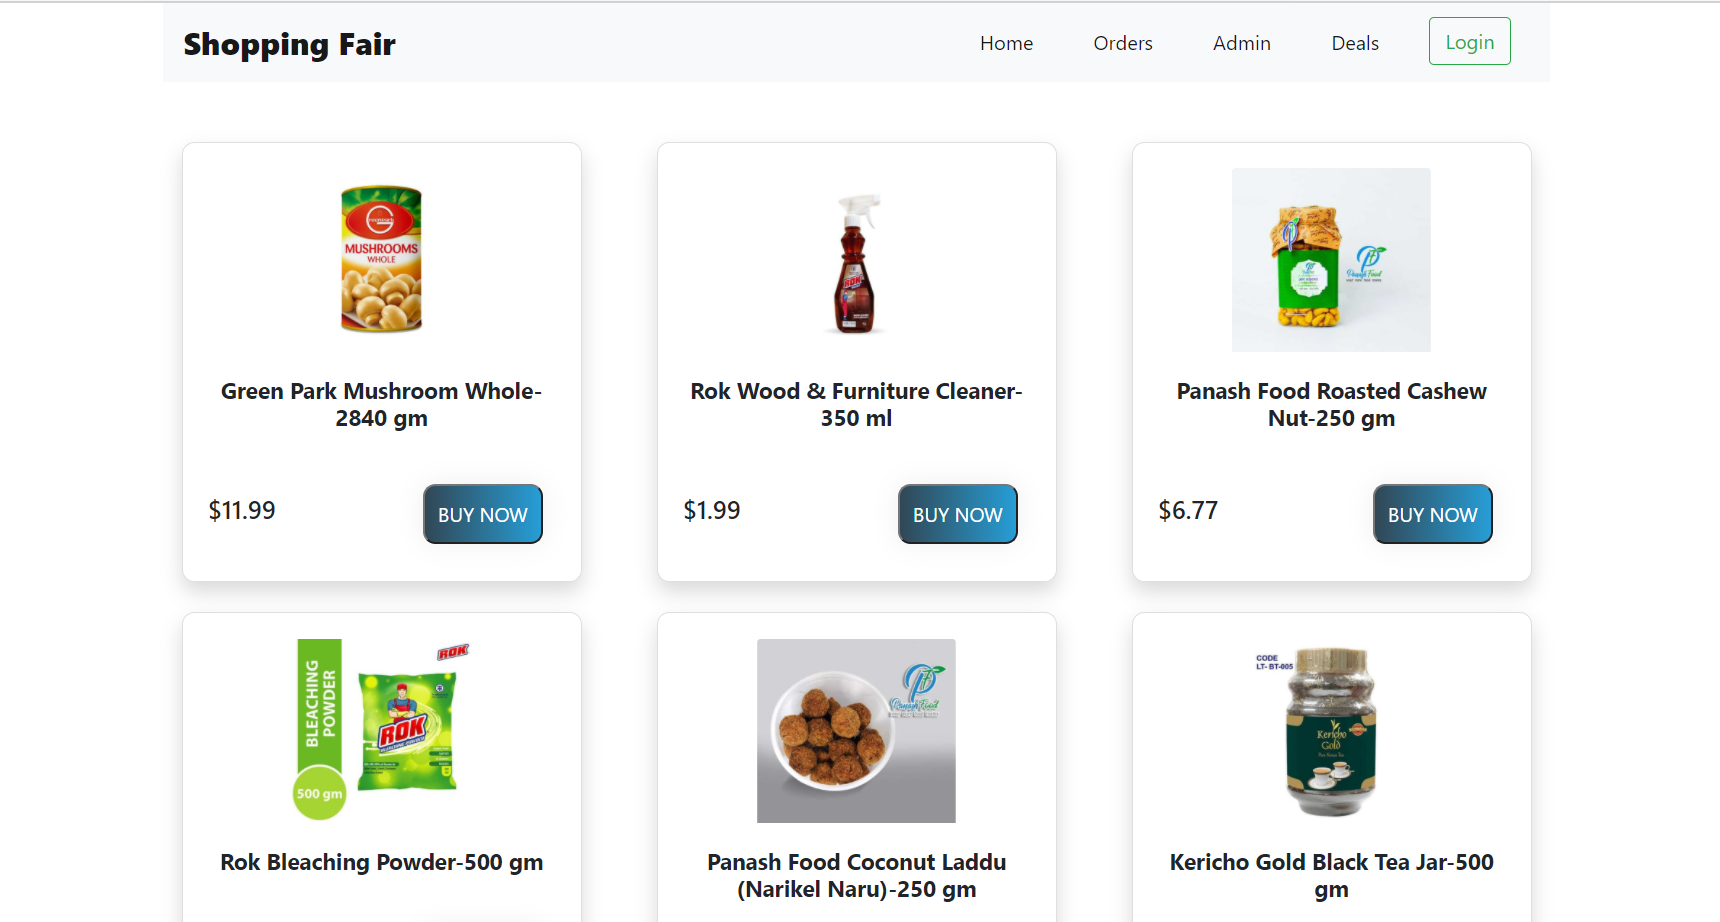 Shopping Fair
Home Orders Admin Deals Login
MUSHROOMS
WHOLE
ROK
Panash Food
Green Park Mushroom Whole-
2840 gm
Rok Wood & Furniture Cleaner-
350 ml
Panash Food Roasted Cashew
Nut-250 gm
$11.99
BUY NOW
$1.99
BUY NOW
$6.77
BUY NOW
BLEACHING
POWDER
500 gm
ROK
ROK
Panash Food
CODE
LT- BT-005
Kericho
Gold
Rok Bleaching Powder-500 gm
Panash Food Coconut Laddu
(Narikel Naru)-250 gm
Kericho Gold Black Tea Jar-500
gm